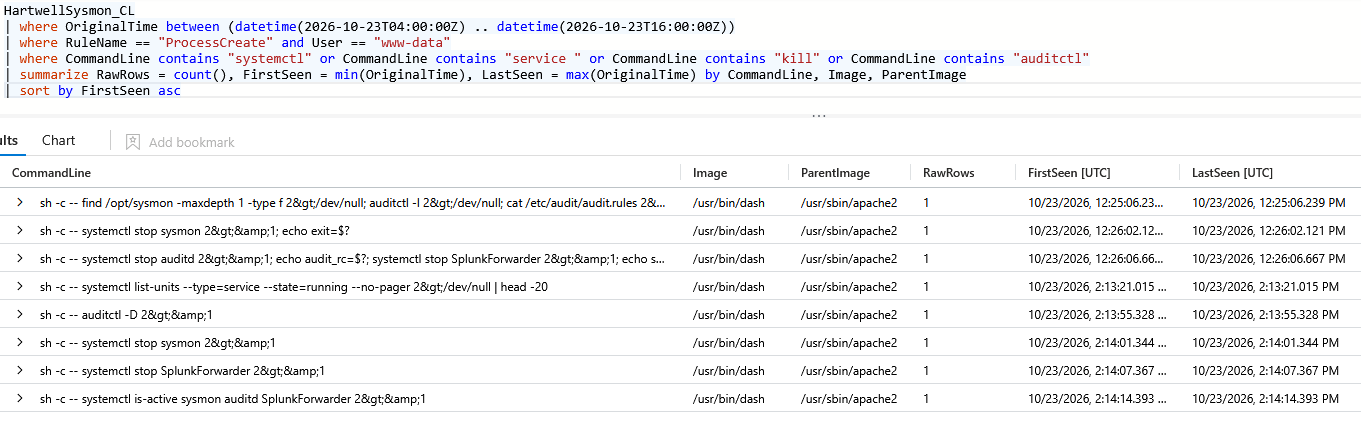 HartwellSysmon_CL
| where OriginalTime between (datetime(2026-10-23T04:00:00Z) .. datetime(2026-10-23T16:00:00Z))
| where RuleName == "ProcessCreate" and User == "www-data"
| where CommandLine contains "systemctl" or CommandLine contains "service " or CommandLine contains "kill" or CommandLine contains "auditctl"
| summarize RawRows = count(), FirstSeen = min(OriginalTime), LastSeen = max(OriginalTime) by CommandLine, Image, ParentImage
| sort by FirstSeen asc
...
ults Chart Add bookmark
CommandLine Image ParentImage RawRows FirstSeen [UTC] LastSeen [UTC]
> sh -c -- find /opt/sysmon -maxdepth 1 -type f 2&gt;/dev/null; auditctl -l 2&gt;/dev/null; cat /etc/audit/audit.rules 2&... /usr/bin/dash /usr/sbin/apache2 1 10/23/2026, 12:25:06.23... 10/23/2026, 12:25:06.239 PM
> sh -c -- systemctl stop sysmon 2&gt;&amp;1; echo exit=$? /usr/bin/dash /usr/sbin/apache2 1 10/23/2026, 12:26:02.12... 10/23/2026, 12:26:02.121 PM
> sh -c -- systemctl stop auditd 2&gt;&amp;1; echo audit_rc=$?; systemctl stop SplunkForwarder 2&gt;&amp;1; echo s... /usr/bin/dash /usr/sbin/apache2 1 10/23/2026, 12:26:06.66... 10/23/2026, 12:26:06.667 PM
> sh -c -- systemctl list-units --type=service --state=running --no-pager 2&gt;/dev/null | head -20 /usr/bin/dash /usr/sbin/apache2 1 10/23/2026, 2:13:21.015 ... 10/23/2026, 2:13:21.015 PM
> sh -c -- auditctl -D 2&gt;&amp;1 /usr/bin/dash /usr/sbin/apache2 1 10/23/2026, 2:13:55.328 ... 10/23/2026, 2:13:55.328 PM
> sh -c -- systemctl stop sysmon 2&gt;&amp;1 /usr/bin/dash /usr/sbin/apache2 1 10/23/2026, 2:14:01.344 ... 10/23/2026, 2:14:01.344 PM
> sh -c -- systemctl stop SplunkForwarder 2&gt;&amp;1 /usr/bin/dash /usr/sbin/apache2 1 10/23/2026, 2:14:07.367 ... 10/23/2026, 2:14:07.367 PM
> sh -c -- systemctl is-active sysmon auditd SplunkForwarder 2&gt;&amp;1 /usr/bin/dash /usr/sbin/apache2 1 10/23/2026, 2:14:14.393 ... 10/23/2026, 2:14:14.393 PM